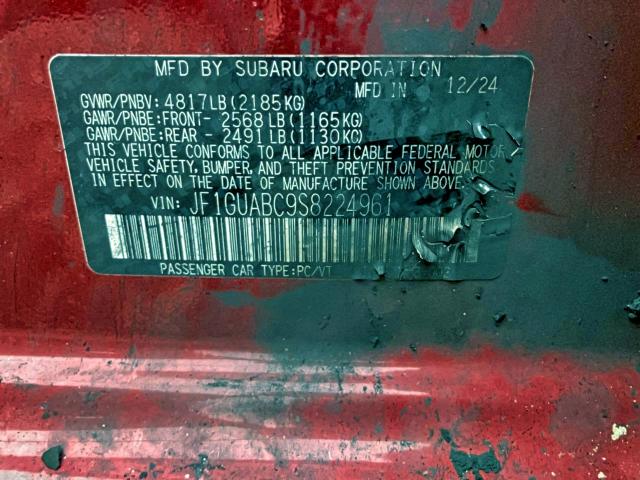 MFD BY SUBARU CORPORATION
MFD IN 12/24
GVWR/PNBV: 4817LB(2185KG)
GAWR/PNBE:FRONT- 2568LB(1165KG)
GAWR/PNBE:REAR - 2491LB(1130KG)
THIS VEHICLE CONFORMS TO ALL APPLICABLE FEDERAL MOTOR
VEHICLE SAFETY, BUMPER, AND THEFT PREVENTION STANDARDS
IN EFFECT ON THE DATE OF MANUFACTURE SHOWN ABOVE.
VIN: JF1GUABC9S8224961
PASSENGER CAR TYPE:PC/VT